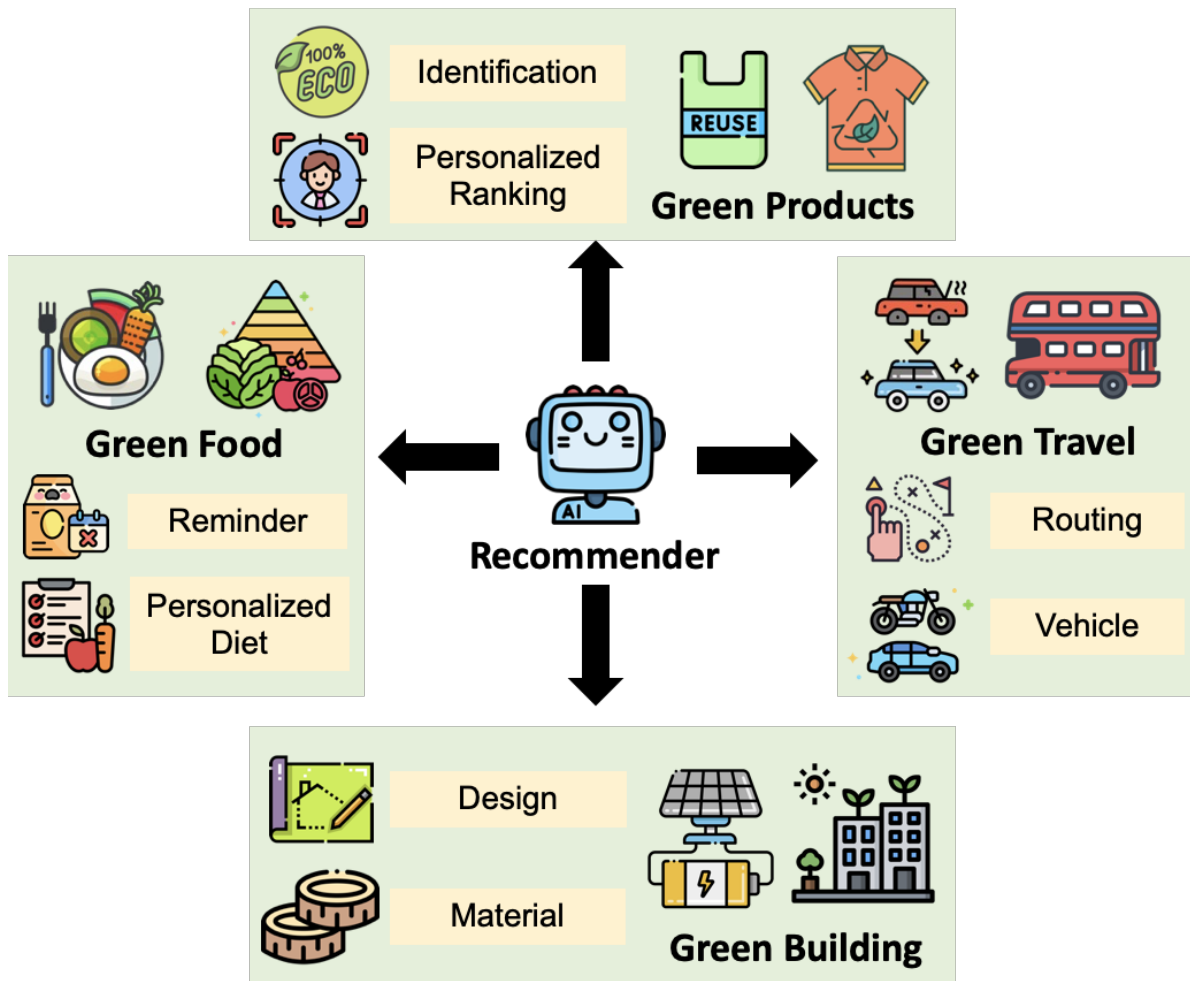 100%
ECO
Identification
Personalized
Ranking
REUSE
Green Products
Green Food
Reminder
Personalized
Diet
AI
Recommender
Green Travel
Routing
Vehicle
Design
Material
Green Building